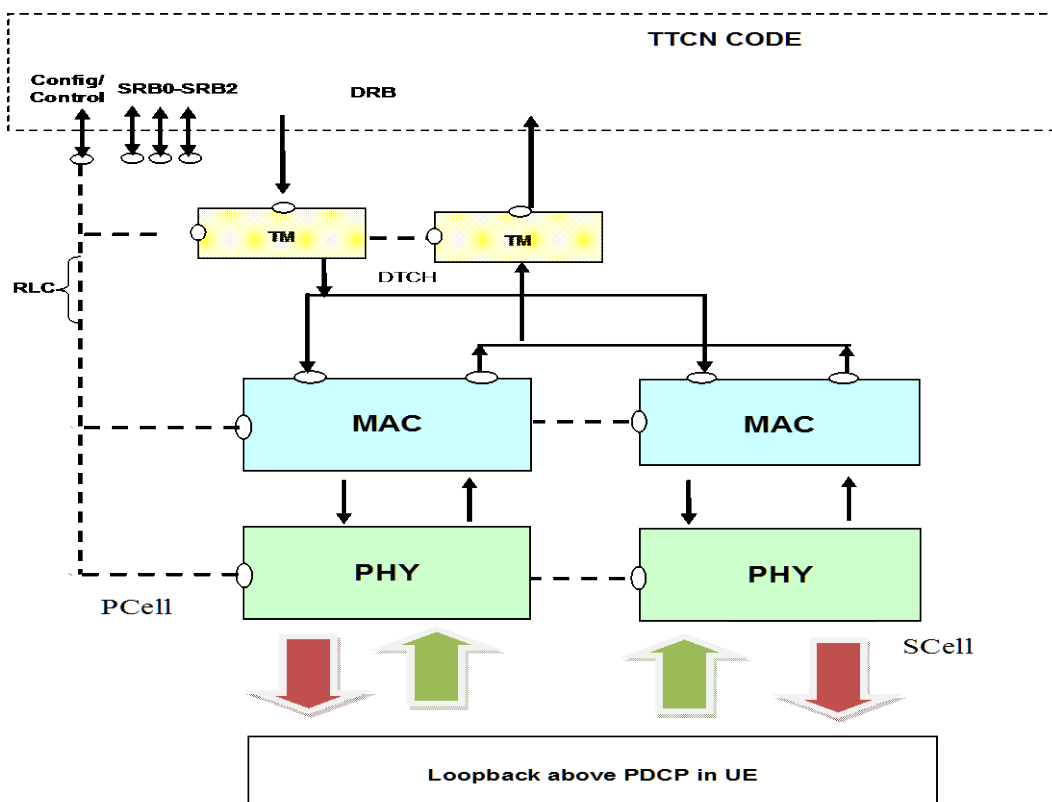 TTCN CODE
Config/
Control
SRB0-SRB2
DRB
TM
TM
DTCH
RLC
MAC
MAC
PHY
PHY
PCell
SCell
Loopback above PDCP in UE